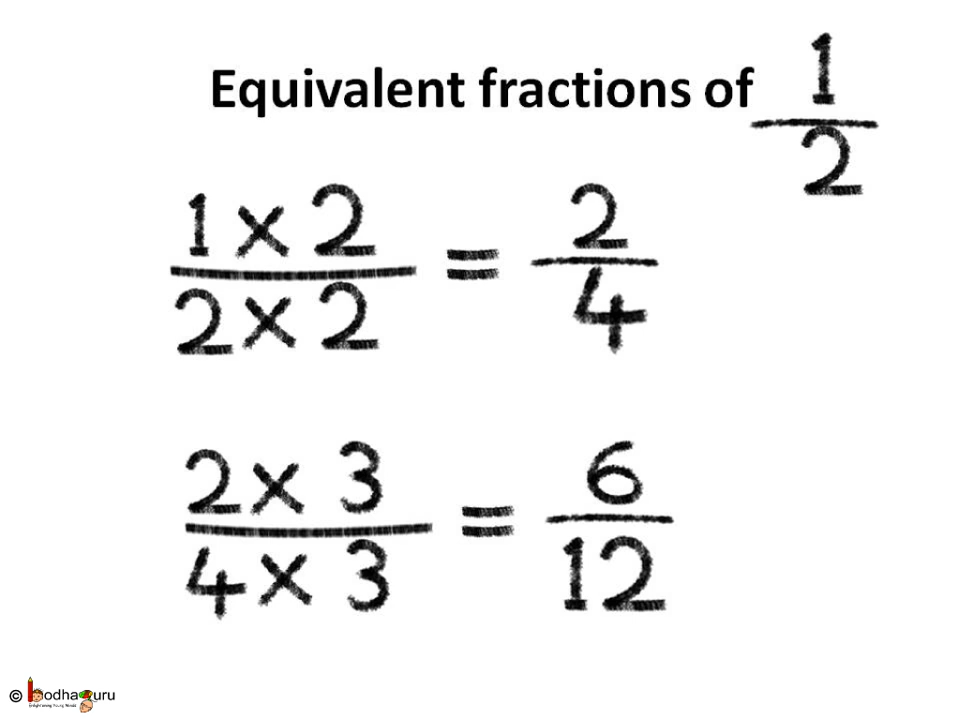 Equivalent fractions of 1/2
1 x 2 / 2 x 2 = 2/4
2 x 3 / 4 x 3 = 6/12
© bodhaguru